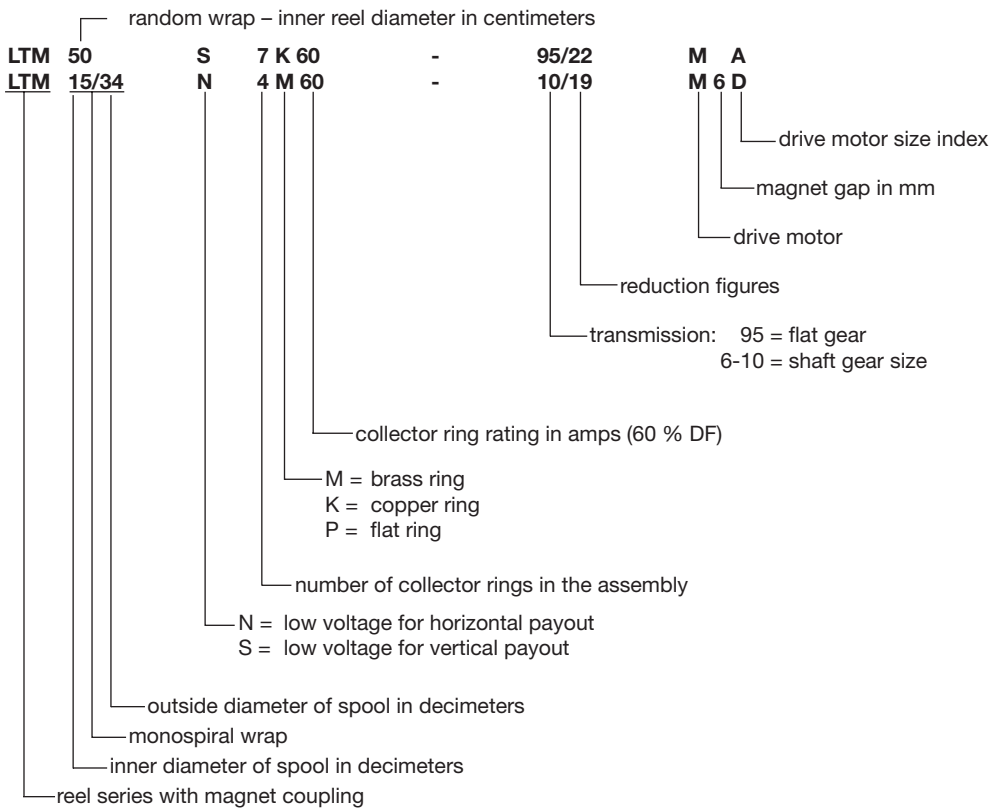 random wrap – inner reel diameter in centimeters
LTM 50 S 7 K 60 - 95/22 M A
LTM 15/34 N 4 M 60 - 10/19 M 6 D
drive motor size index
magnet gap in mm
drive motor
reduction figures
transmission: 95 = flat gear
6-10 = shaft gear size
collector ring rating in amps (60 % DF)
M = brass ring
K = copper ring
P = flat ring
number of collector rings in the assembly
N = low voltage for horizontal payout
S = low voltage for vertical payout
outside diameter of spool in decimeters
monospiral wrap
inner diameter of spool in decimeters
reel series with magnet coupling